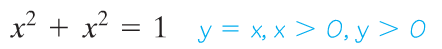 x² + x² = 1 y = x, x > 0, y > 0